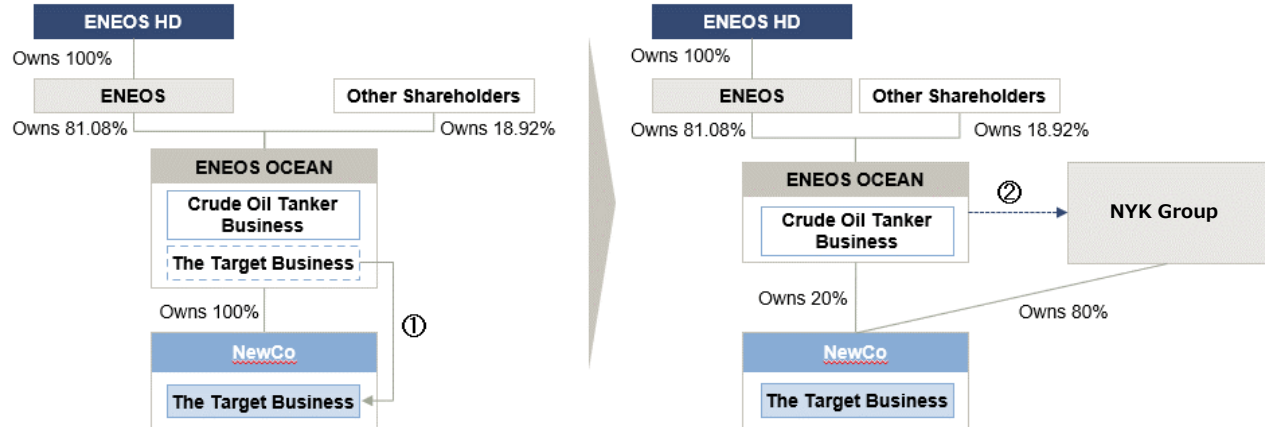 ENEOS HD
Owns 100%
ENEOS
Other Shareholders
Owns 81.08%
Owns 18.92%
ENEOS OCEAN
Crude Oil Tanker
Business
The Target Business
Owns 100%
①
NewCo
The Target Business
ENEOS HD
Owns 100%
ENEOS
Other Shareholders
Owns 81.08%
Owns 18.92%
ENEOS OCEAN
②
NYK Group
Crude Oil Tanker
Business
Owns 20%
Owns 80%
NewCo
The Target Business